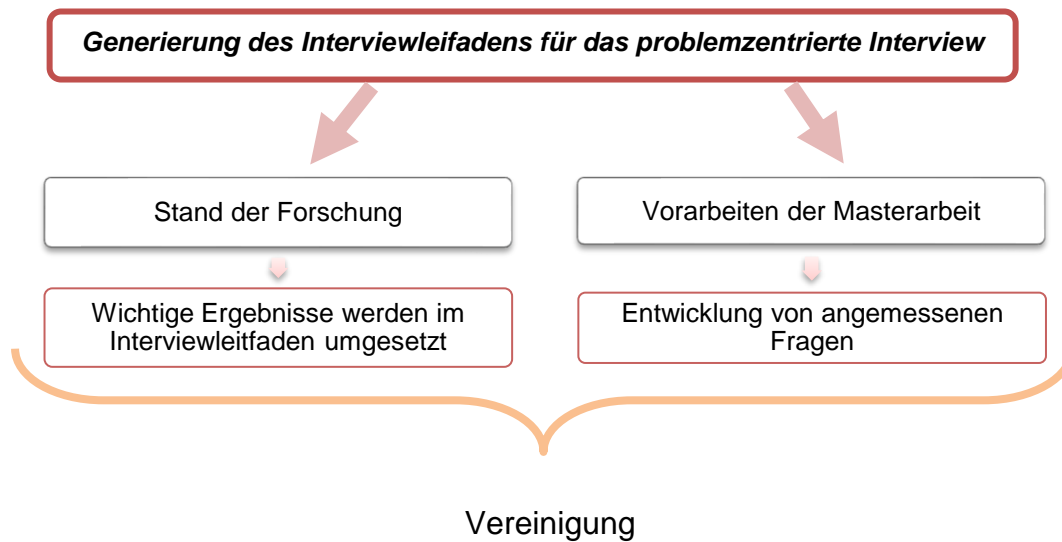 Generierung des Interviewleifadens für das problemzentrierte Interview
Stand der Forschung
Vorarbeiten der Masterarbeit
Wichtige Ergebnisse werden im
Interviewleitfaden umgesetzt
Entwicklung von angemessenen
Fragen
Vereinigung